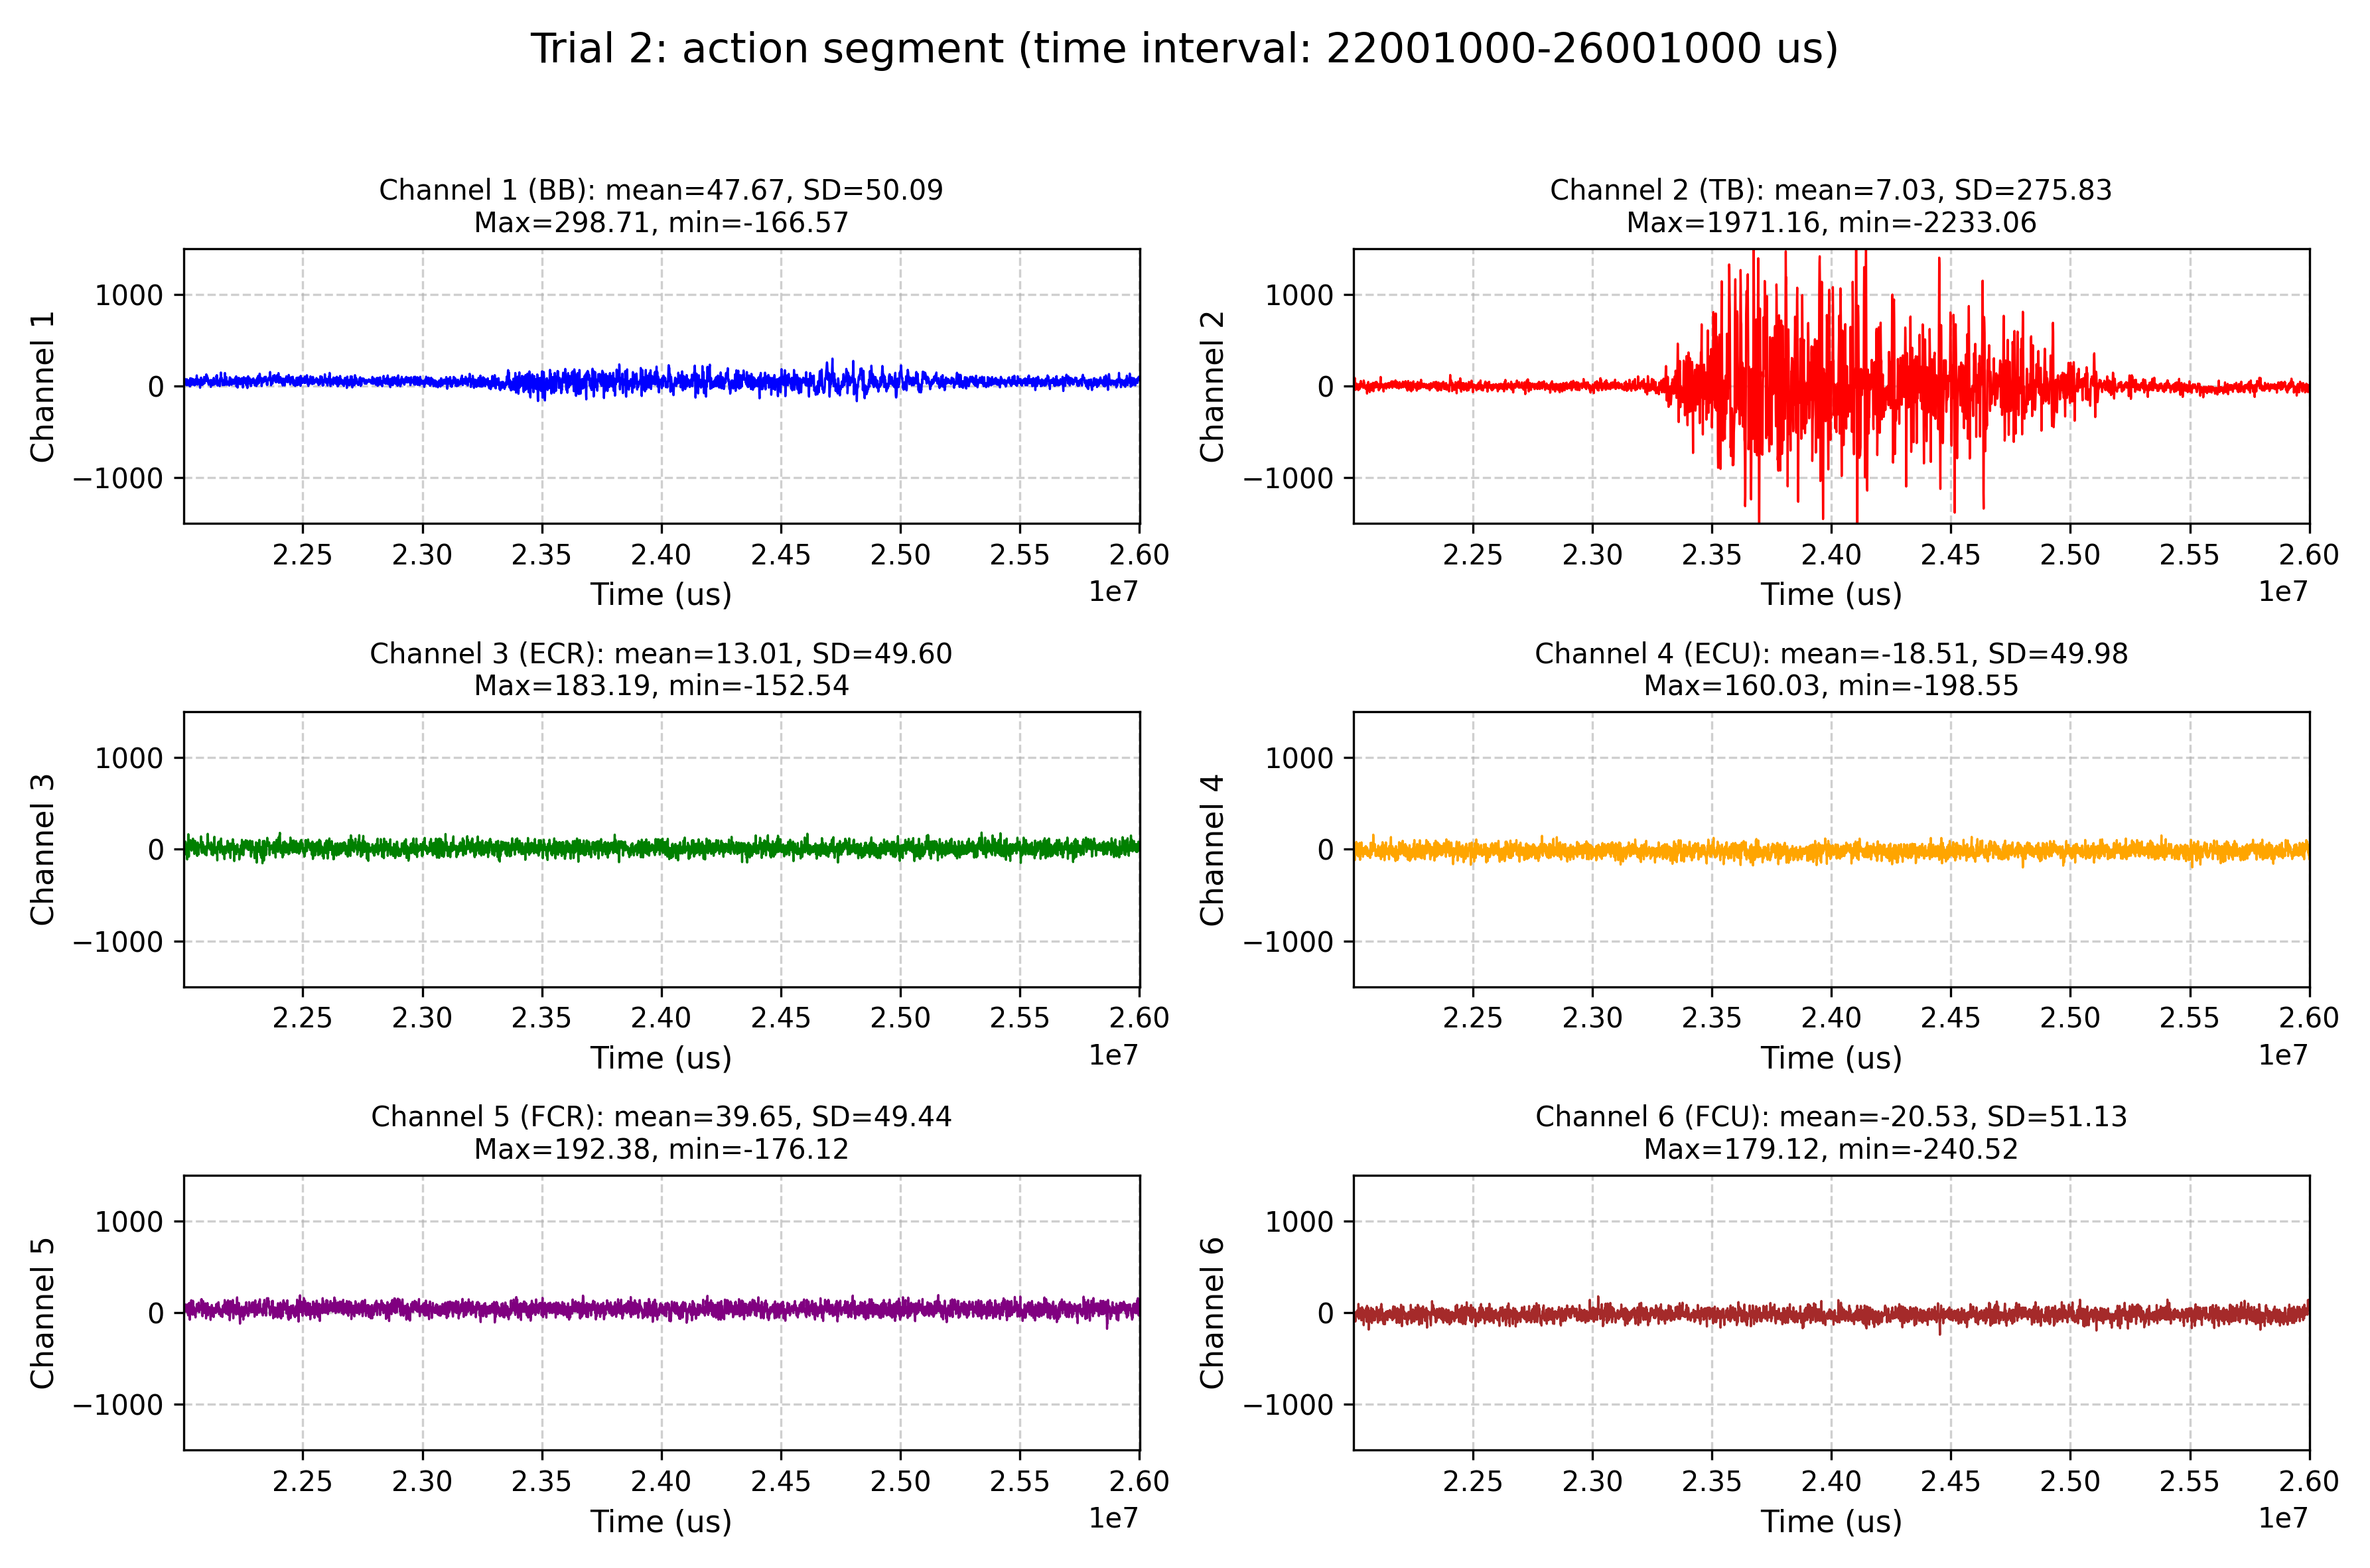 Trial 2: action segment (time interval: 22001000-26001000 us)
Channel 1 (BB): mean=47.67, SD=50.09
Max=298.71, min=-166.57
Channel 1
1000
0
−1000
2.25 2.30 2.35 2.40 2.45 2.50 2.55 2.60
Time (us)
1e7
Channel 2 (TB): mean=7.03, SD=275.83
Max=1971.16, min=-2233.06
Channel 2
1000
0
−1000
2.25 2.30 2.35 2.40 2.45 2.50 2.55 2.60
Time (us)
1e7
Channel 3 (ECR): mean=13.01, SD=49.60
Max=183.19, min=-152.54
Channel 3
1000
0
−1000
2.25 2.30 2.35 2.40 2.45 2.50 2.55 2.60
Time (us)
1e7
Channel 4 (ECU): mean=-18.51, SD=49.98
Max=160.03, min=-198.55
Channel 4
1000
0
−1000
2.25 2.30 2.35 2.40 2.45 2.50 2.55 2.60
Time (us)
1e7
Channel 5 (FCR): mean=39.65, SD=49.44
Max=192.38, min=-176.12
Channel 5
1000
0
−1000
2.25 2.30 2.35 2.40 2.45 2.50 2.55 2.60
Time (us)
1e7
Channel 6 (FCU): mean=-20.53, SD=51.13
Max=179.12, min=-240.52
Channel 6
1000
0
−1000
2.25 2.30 2.35 2.40 2.45 2.50 2.55 2.60
Time (us)
1e7